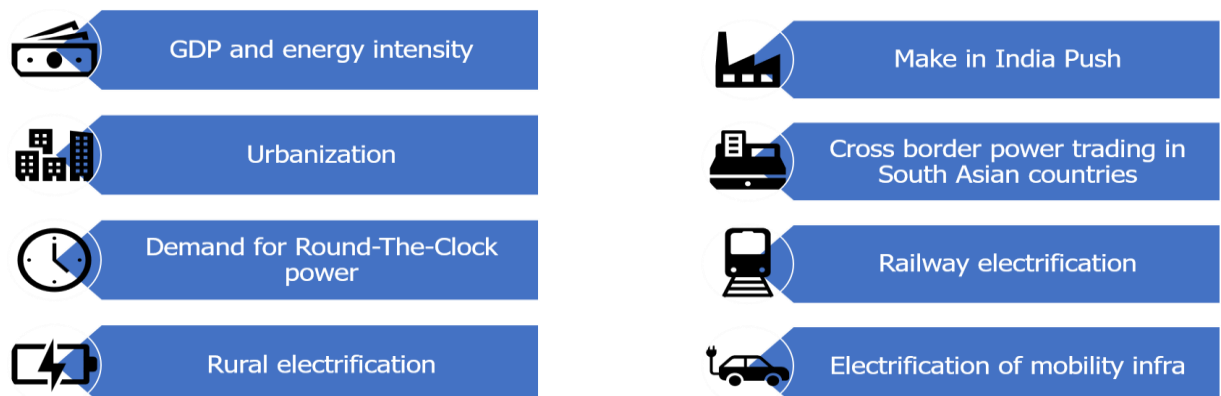 GDP and energy intensity
Urbanization
Demand for Round-The-Clock
power
Rural electrification
Make in India Push
Cross border power trading in
South Asian countries
Railway electrification
Electrification of mobility infra